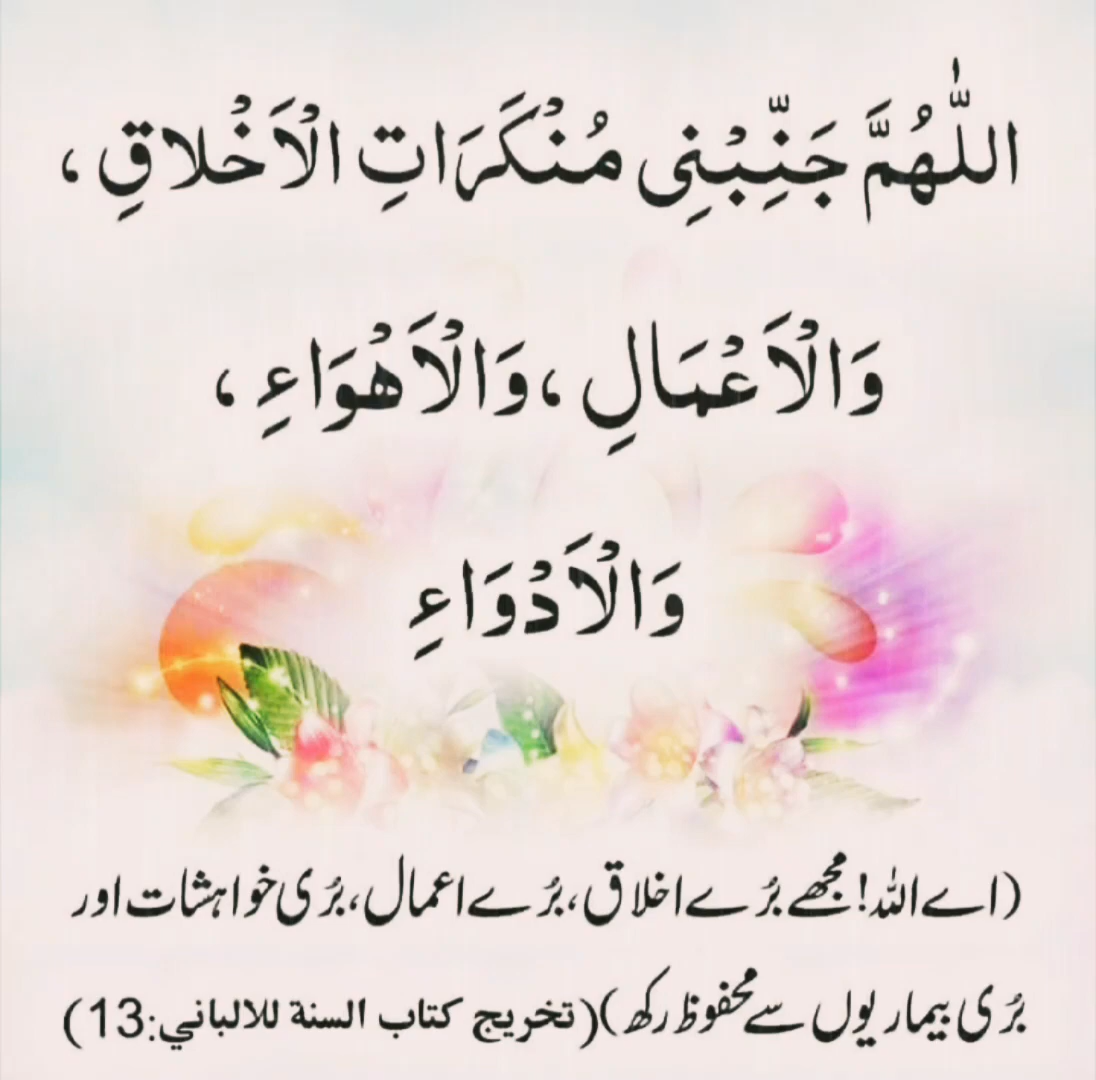 اللّٰهُمَّ جَنِّبْنِی مُنْکَرَاتِ الْاَخْلاقِ ،
وَالْاَعْمَالِ ،وَالْاَهْوَاءِ ،
وَالْاَدْوَاءِ
(اے اللہ! مجھے بُرے اخلاق، بُرے اعمال، بُری خواہشات اور
بُری بیماریوں سے محفوظ رکھ)(تخريج كتاب السنة للالباني:13)